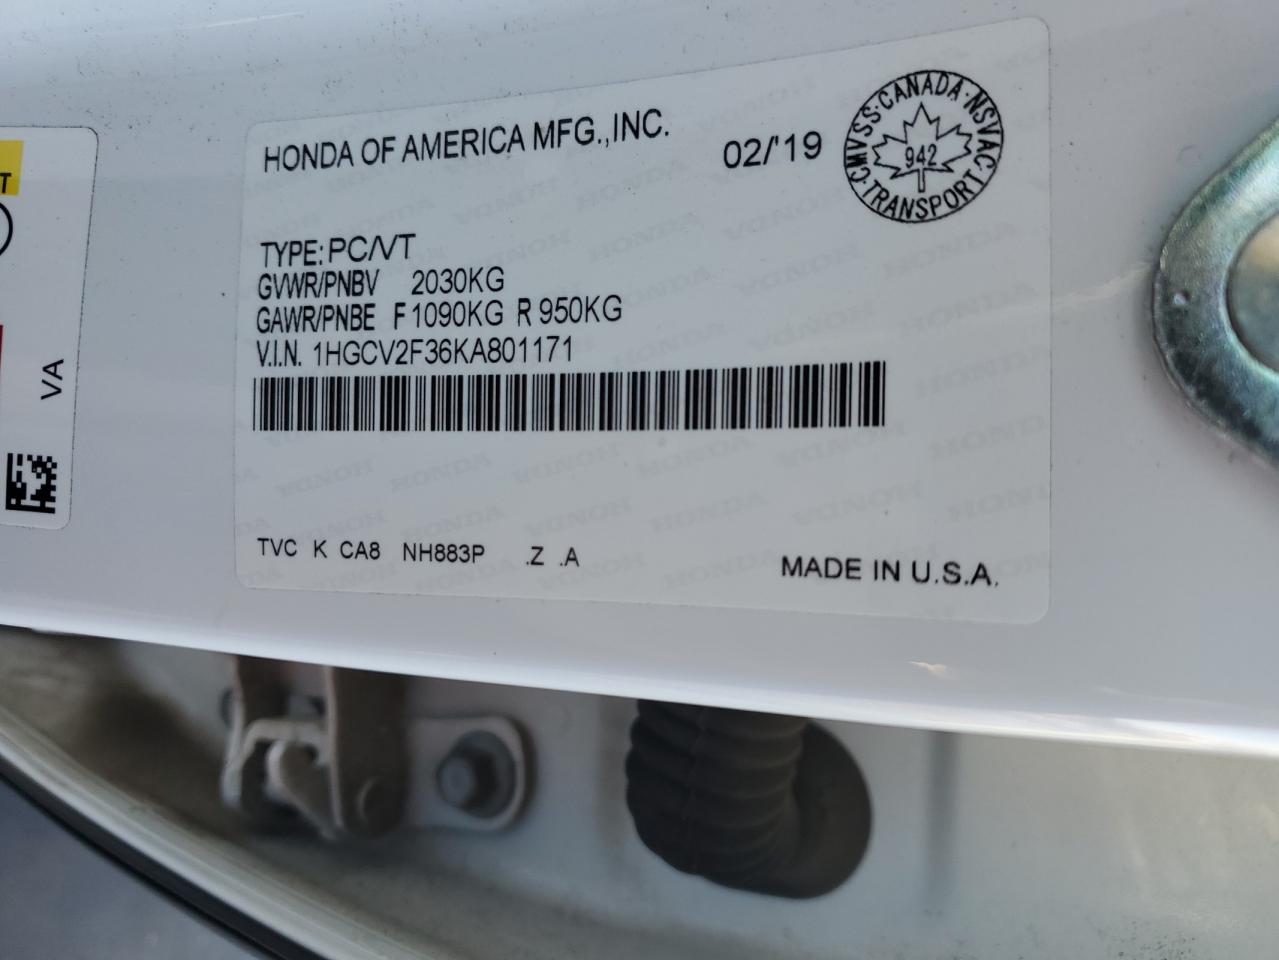 HONDA OF AMERICA MFG.,INC.
02/'19
CMVSS·CANADA·NSVAC·TRANSPORT·
942
TYPE: PC/VT
GVWR/PNBV 2030KG
GAWR/PNBE F 1090KG R 950KG
V.I.N. 1HGCV2F36KA801171
TVC K CA8 NH883P .Z .A
MADE IN U.S.A.
T
VA